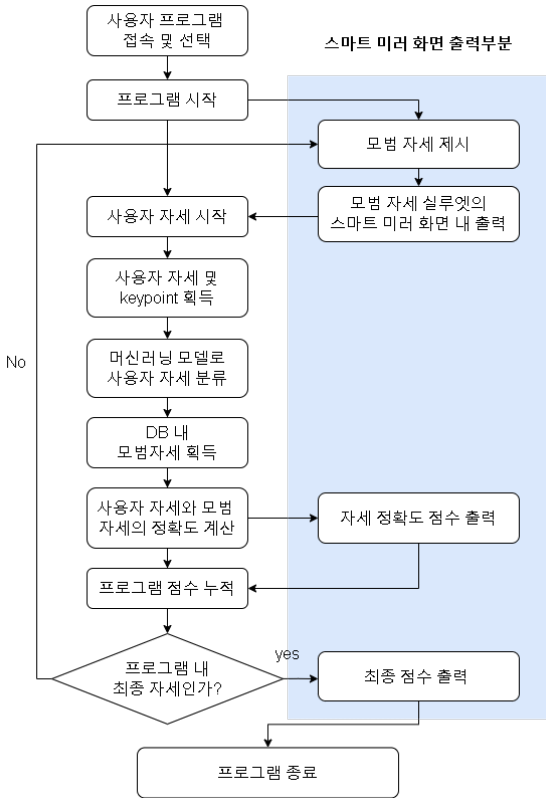 사용자 프로그램
접속 및 선택
스마트 미러 화면 출력부분
프로그램 시작
모범 자세 제시
모범 자세 실루엣의
스마트 미러 화면 내 출력
사용자 자세 시작
사용자 자세 및
keypoint 획득
No
머신러닝 모델로
사용자 자세 분류
DB 내
모범자세 획득
사용자 자세와 모범
자세의 정확도 계산
자세 정확도 점수 출력
프로그램 점수 누적
프로그램 내
최종 자세인가?
yes
최종 점수 출력
프로그램 종료